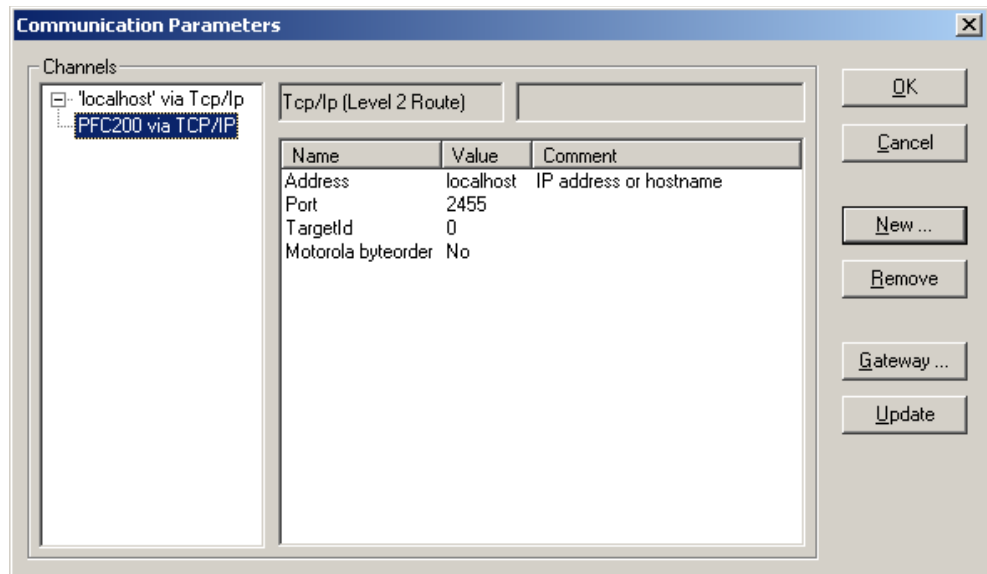 Communication Parameters
Channels
'localhost' via Tcp/Ip
PFC200 via TCP/IP
Tcp/Ip (Level 2 Route)
Name Value Comment
Address localhost IP address or hostname
Port 2455
TargetId 0
Motorola byteorder No
OK
Cancel
New ...
Remove
Gateway ...
Update